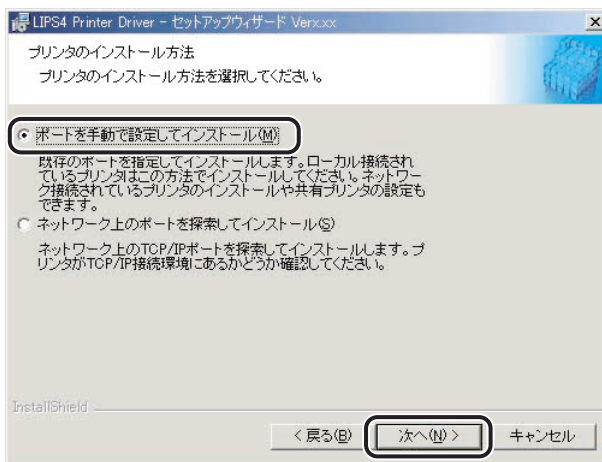 LIPS4 Printer Driver - セットアップウィザード Verx.xx
プリンタのインストール方法
プリンタのインストール方法を選択してください。
ポートを手動で設定してインストール(M)
既存のポートを指定してインストールします。ローカル接続され
ているプリンタはこの方法でインストールしてください。ネットワー
ク接続されているプリンタのインストールや共有プリンタの設定も
できます。
ネットワーク上のポートを探索してインストール(S)
ネットワーク上のTCP/IPポートを探索してインストールします。プ
リンタがTCP/IP接続環境にあるかどうか確認してください。
InstallShield
< 戻る(B) 次へ(N) > キャンセル